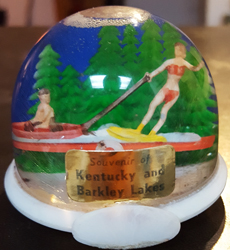 Souvenir of
Kentucky and
Barkley Lakes